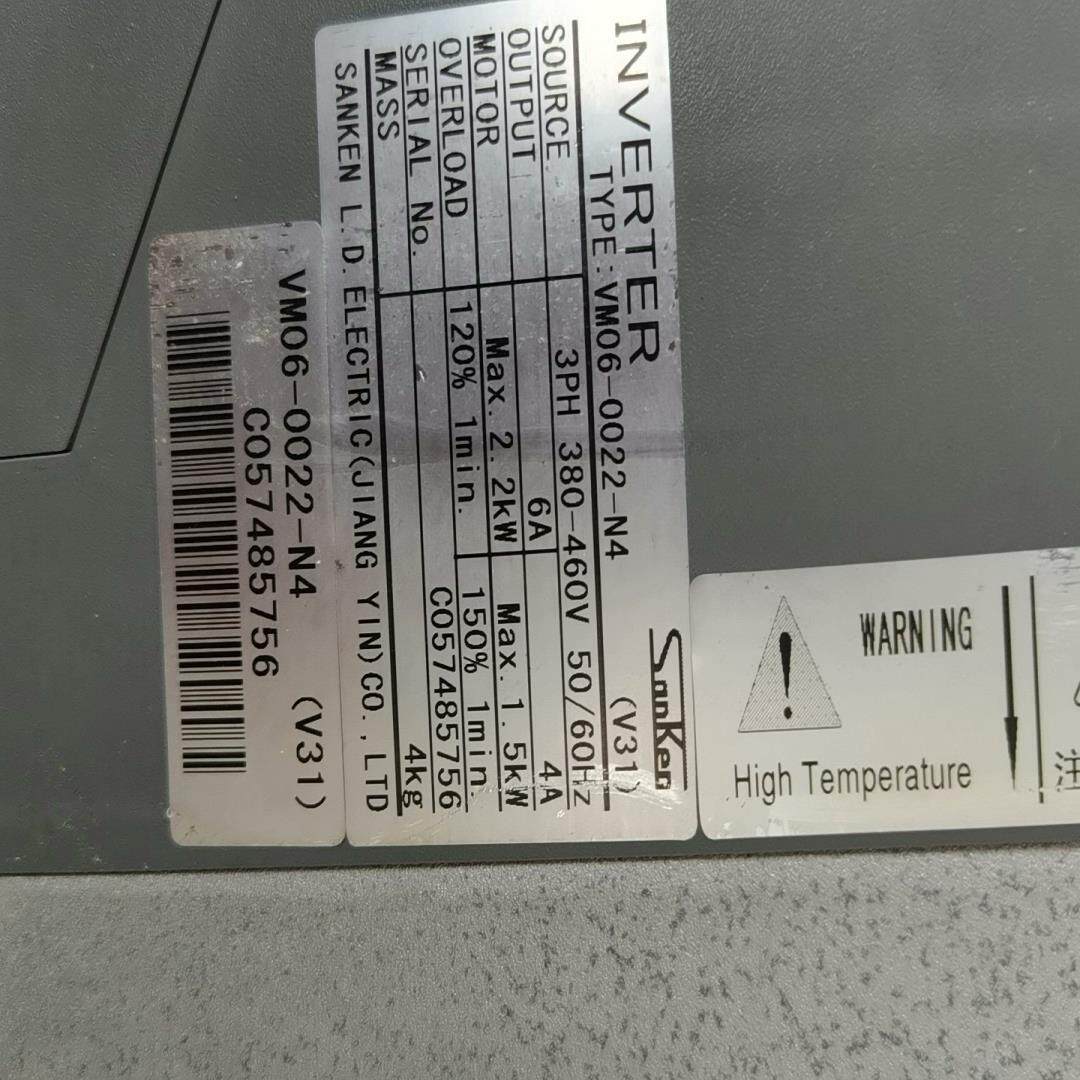 INVERTER
SanKen
TYPE:VM06-0022-N4 (V31)
SOURCE 3PH 380-460V 50/60Hz
OUTPUT 6A 4A
MOTOR Max. 2.2kW Max. 1.5kW
OVERLOAD 120% 1min. 150% 1min.
SERIAL No. C057485756
MASS 4kg
SANKEN L.D.ELECTRIC(JIANG YIN)CO.,LTD
VM06-0022-N4 (V31)
C057485756
WARNING
High Temperature
注